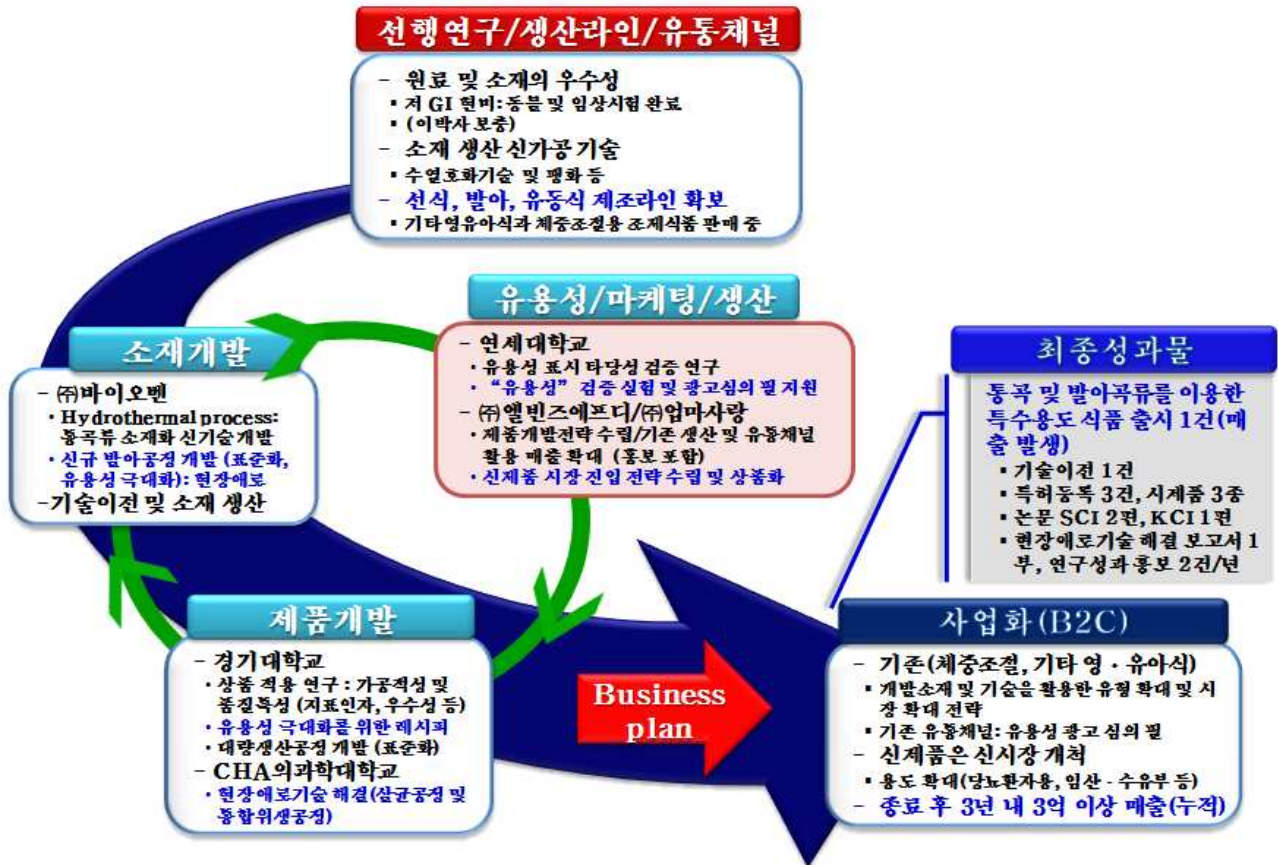 선행연구/생산라인/유통채널
- 원료 및 소재의 우수성
▪ 저 GI 현미: 동물 및 임상시험 완료
▪ (이박사 보충)
- 소재 생산 신가공 기술
▪ 수열호화기술 및 팽화 등
- 선식, 발아, 유동식 제조라인 확보
▪ 기타영유아식과 체중조절용 조제식품 판매 중
유용성/마케팅/생산
- 연세대학교
• 유용성 표시 타당성 검증 연구
• “유용성” 검증 실험 및 광고심의 필 지원
- ㈜엘빈즈에프디/㈜엄마사랑
• 제품개발전략 수립/기존 생산 및 유통채널
활용 매출 확대 (홍보 포함)
• 신제품 시장 진입 전략 수립 및 상품화
소재개발
- ㈜바이오벤
• Hydrothermal process:
통곡류 소재화 신기술개발
• 신규 발아공정 개발 (표준화,
유용성 극대화): 현장애로
-기술이전 및 소재 생산
제품개발
- 경기대학교
• 상품 적용 연구 : 가공적성 및
품질특성 (지표인자, 우수성 등)
• 유용성 극대화를 위한 레시피
• 대량생산공정 개발 (표준화)
- CHA의과학대학교
• 현장애로기술 해결(살균공정 및
통합위생공정)
Business
plan
최종성과물
통곡 및 발아곡류를 이용한
특수용도 식품 출시 1건(매
출 발생)
▪ 기술이전 1건
▪ 특허등록 3건, 시제품 3종
▪ 논문 SCI 2편, KCI 1편
▪ 현장애로기술 해결 보고서 1
부, 연구성과홍보 2건/년
사업화(B2C)
- 기존(체중조절, 기타 영·유아식)
▪ 개발소재 및 기술을 활용한 유형 확대 및 시
장 확대 전략
▪ 기존 유통채널: 유용성 광고 심의 필
- 신제품은 신시장 개척
▪ 용도 확대(당뇨환자용, 임산 - 수유부 등)
- 종료 후 3년 내 3억 이상 매출(누적)